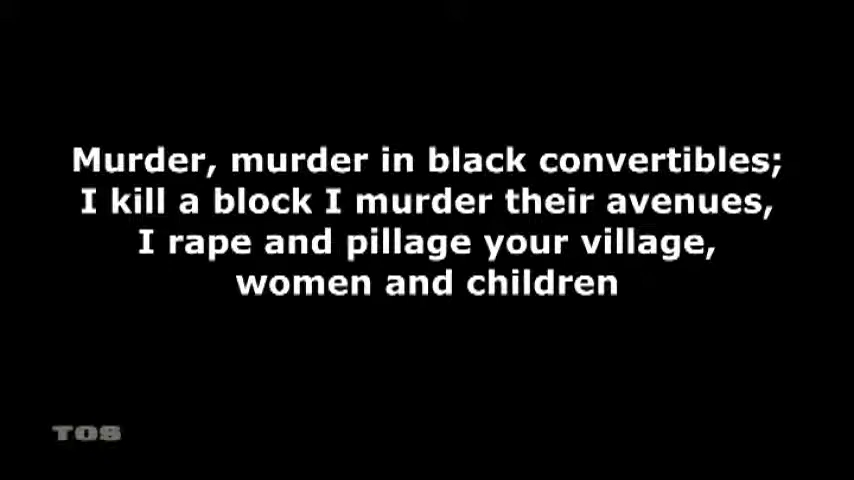 Murder, murder in black convertibles;
I kill a block I murder their avenues,
I rape and pillage your village,
women and children
TOS